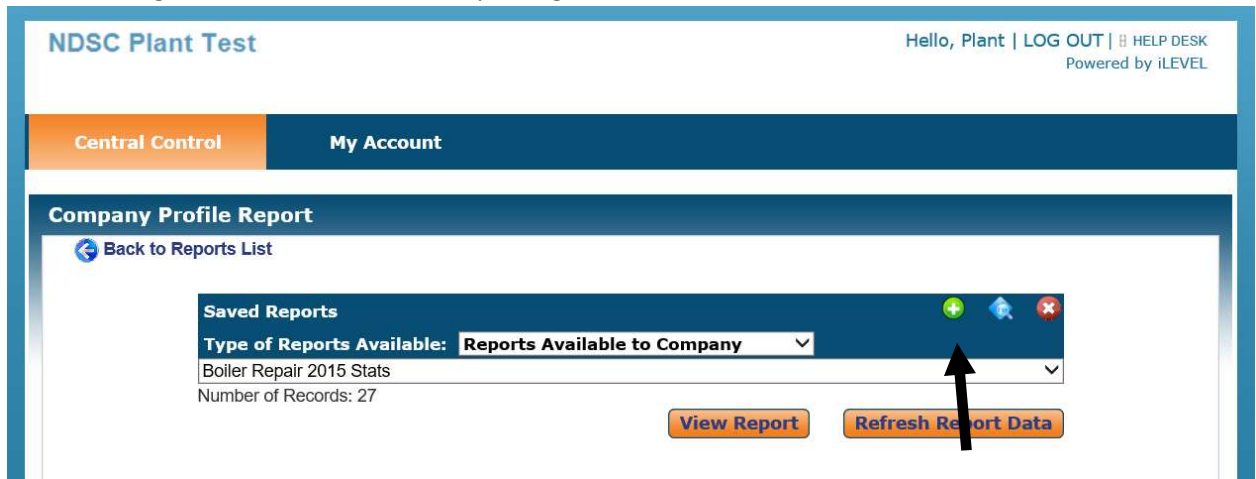 NDSC Plant Test
Hello, Plant | LOG OUT | HELP DESK
Powered by iLEVEL
Central Control My Account
Company Profile Report
Back to Reports List
Saved Reports
Type of Reports Available: Reports Available to Company
Boiler Repair 2015 Stats
Number of Records: 27
View Report Refresh Report Data